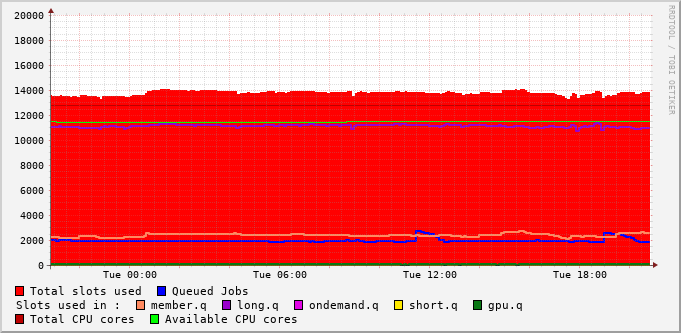 20000
18000
16000
14000
12000
10000
8000
6000
4000
2000
0
Tue 00:00 Tue 06:00 Tue 12:00 Tue 18:00
RRDTOOL / TOBI OETIKER
Total slots used Queued Jobs
Slots used in : member.q long.q ondemand.q short.q gpu.q
Total CPU cores Available CPU cores